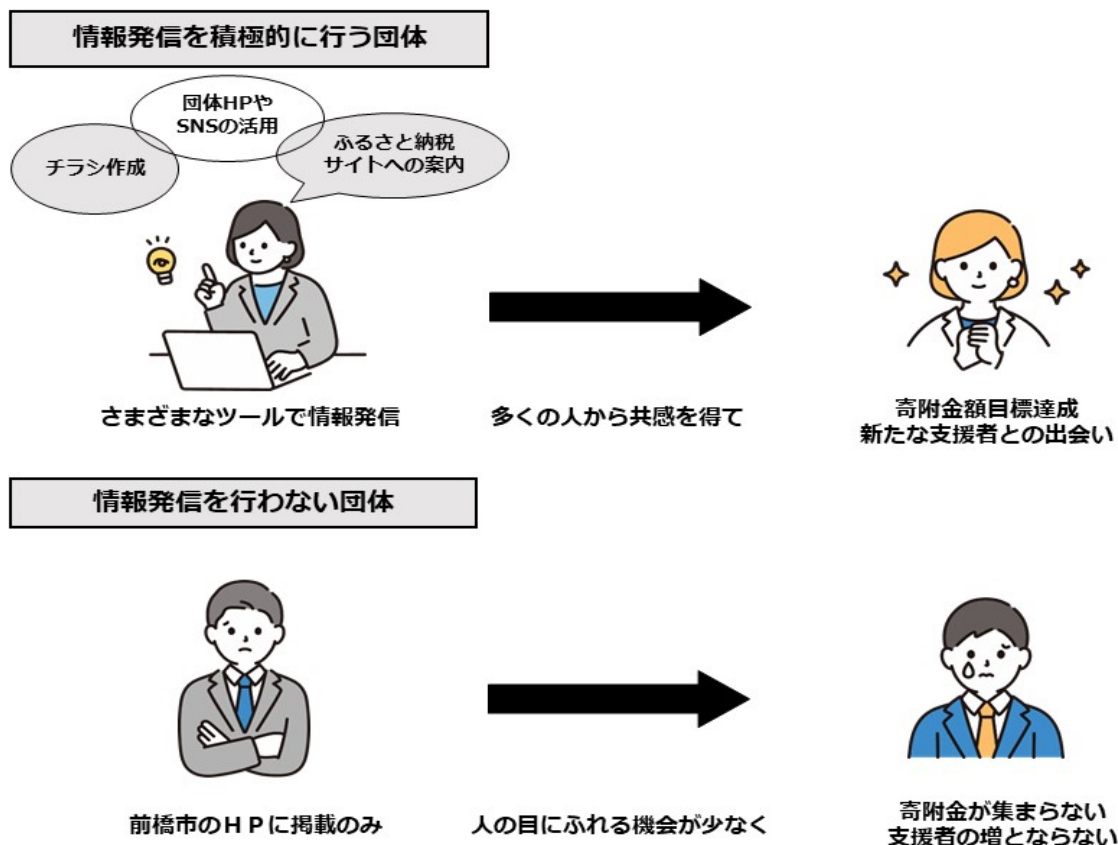 情報発信を積極的に行う団体
団体HPや
SNSの活用
チラシ作成
ふるさと納税
サイトへの案内
さまざまなツールで情報発信
多くの人から共感を得て
寄附金額目標達成
新たな支援者との出会い
情報発信を行わない団体
前橋市のＨＰに掲載のみ
人の目にふれる機会が少なく
寄附金が集まらない
支援者の増とならない